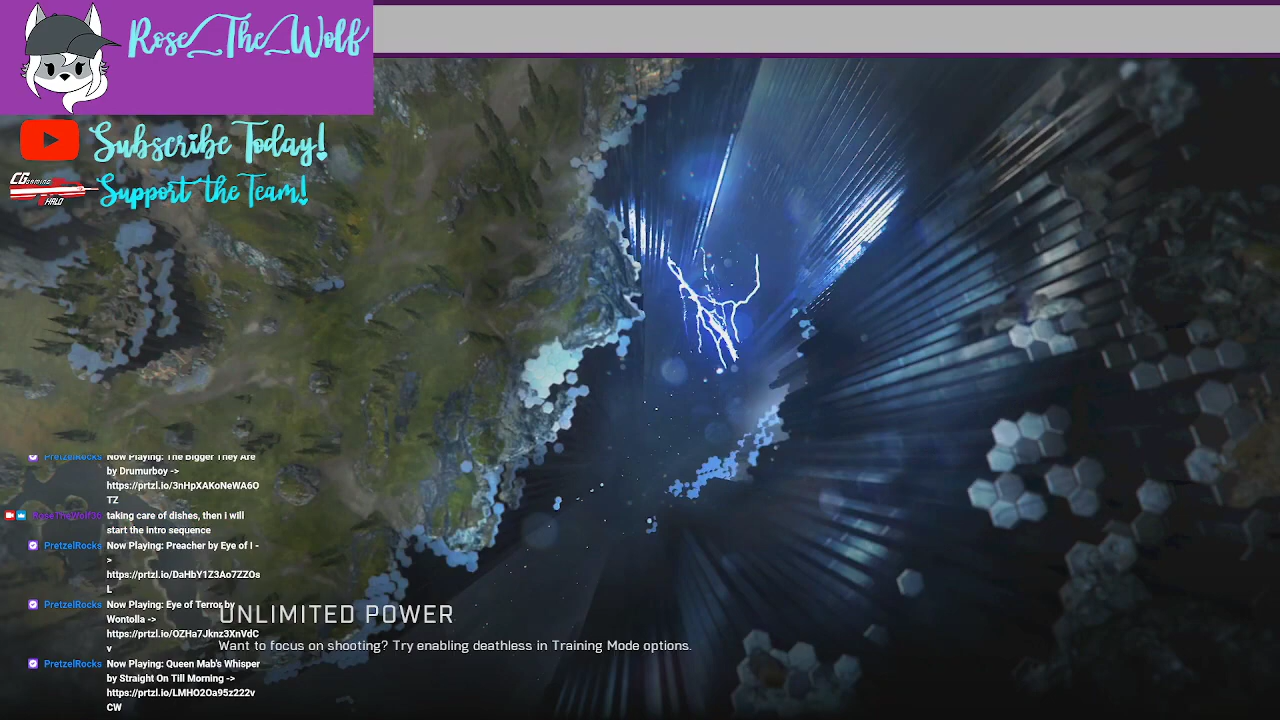 Rose_The_Wolf
Subscribe Today!
CGaming
HALO
Support the Team!
PretzelRocks Now Playing: The Bigger They Are
by Drumurboy ->
https://prtzl.io/3nHpXAKoNeWA6O
TZ
RoseTheWolf36 taking care of dishes, then i will
start the intro sequence
PretzelRocks Now Playing: Preacher by Eye of I -
>
https://prtzl.io/DaHbY1Z3Ao7ZZOs
L
PretzelRocks Now Playing: Eye of Terror by
Wontolla ->
https://prtzl.io/OZHa7Jknz3XnVdC
v
PretzelRocks Now Playing: Queen Mab's Whisper
by Straight On Till Morning ->
https://prtzl.io/LMHO2Oa95z222v
CW
UNLIMITED POWER
Want to focus on shooting? Try enabling deathless in Training Mode options.